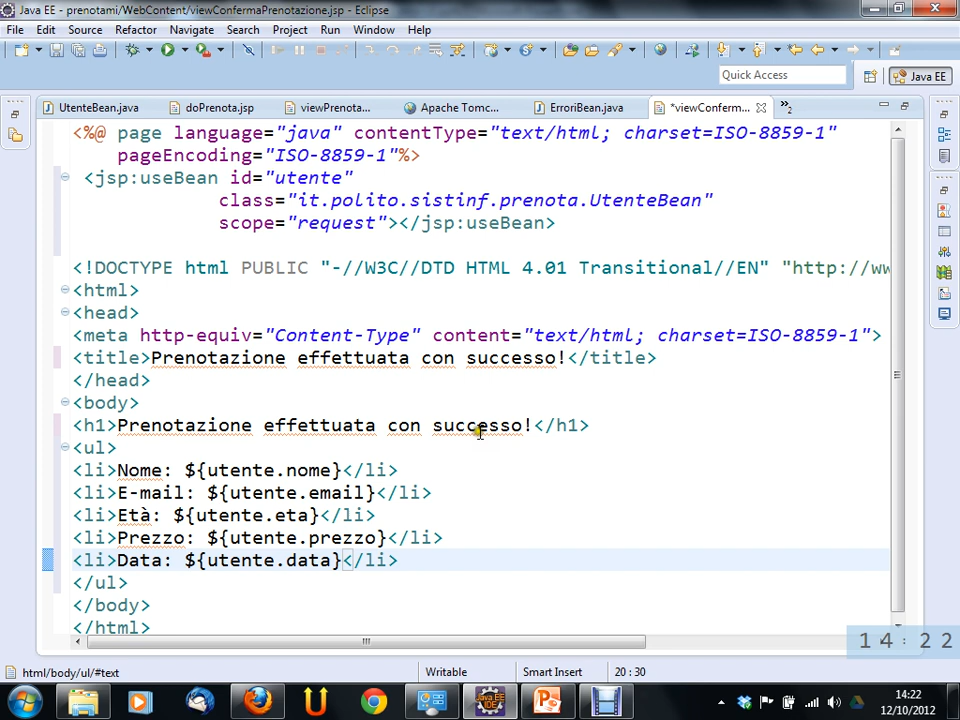 Java EE - prenotami/WebContent/viewConfermaPrenotazione.jsp - Eclipse
File Edit Source Refactor Navigate Search Project Run Window Help
Quick Access
Java EE
UtenteBean.java
doPrenota.jsp
viewPrenota...
Apache Tomc...
ErroriBean.java
*viewConferm...
»2
<%@ page language="java" contentType="text/html; charset=ISO-8859-1"
pageEncoding="ISO-8859-1"%>
<jsp:useBean id="utente"
class="it.polito.sistinf.prenota.UtenteBean"
scope="request"></jsp:useBean>
<!DOCTYPE html PUBLIC "-//W3C//DTD HTML 4.01 Transitional//EN" "http://ww
<html>
<head>
<meta http-equiv="Content-Type" content="text/html; charset=ISO-8859-1">
<title>Prenotazione effettuata con successo!</title>
</head>
<body>
<h1>Prenotazione effettuata con successo!</h1>
<ul>
<li>Nome: ${utente.nome}</li>
<li>E-mail: ${utente.email}</li>
<li>Età: ${utente.eta}</li>
<li>Prezzo: ${utente.prezzo}</li>
<li>Data: ${utente.data}</li>
</ul>
</body>
</html>
14:22
html/body/ul/#text
Writable
Smart Insert
20 : 30
14:22
12/10/2012